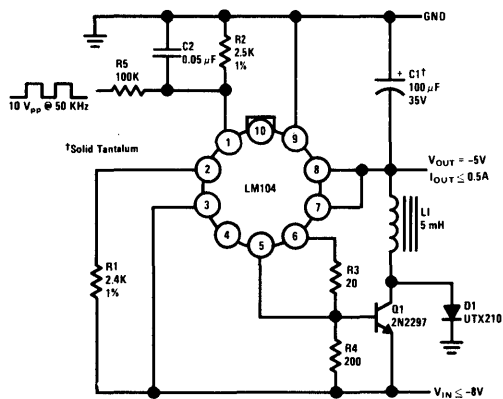 GND
C2
0.05 μF
R2
2.5K
1%
+ C1†
100 μF
35V
R5
100K
10 Vpp @ 50 KHz
†Solid Tantalum
1
10
9
2
8
3
7
4
5
6
LM104
VOUT = -5V
IOUT ≤ 0.5A
L1
5 mH
R1
2.4K
1%
R3
20
Q1
2N2297
D1
UTX210
R4
200
VIN ≤ -8V